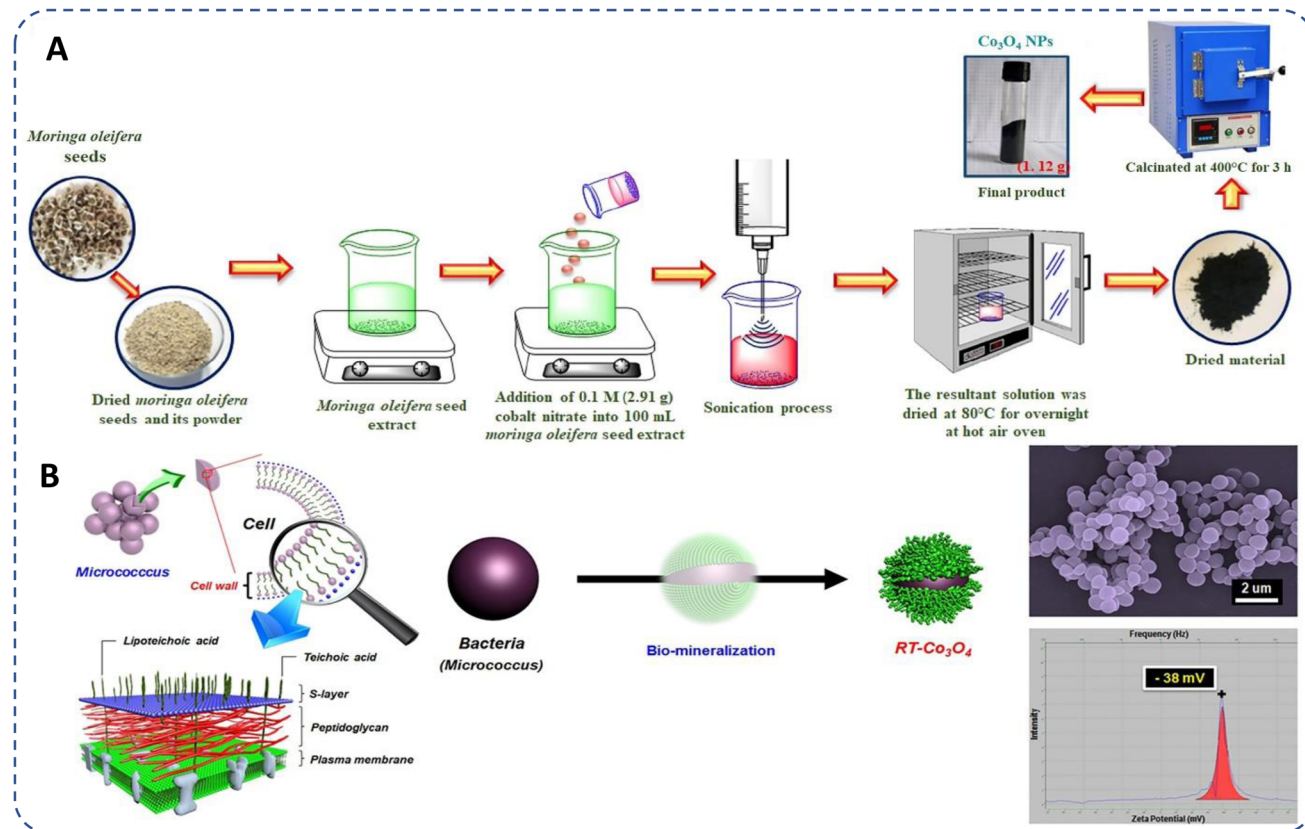 A
Moringa oleifera
seeds
Dried moringa oleifera
seeds and its powder
Moringa oleifera seed
extract
Addition of 0.1 M (2.91 g)
cobalt nitrate into 100 mL
moringa oleifera seed extract
Sonication process
The resultant solution was
dried at 80°C for overnight
at hot air oven
Dried material
Calcinated at 400°C for 3 h
Co₃O₄ NPs
(1. 12 g)
Final product
B
Micrococccus
Cell
Cell wall
Lipoteichoic acid
Teichoic acid
S-layer
Peptidoglycan
Plasma membrane
Bacteria
(Micrococcus)
Bio-mineralization
RT-Co₃O₄
2 um
Frequency (Hz)
- 38 mV
Intensity
Zeta Potential (mV)